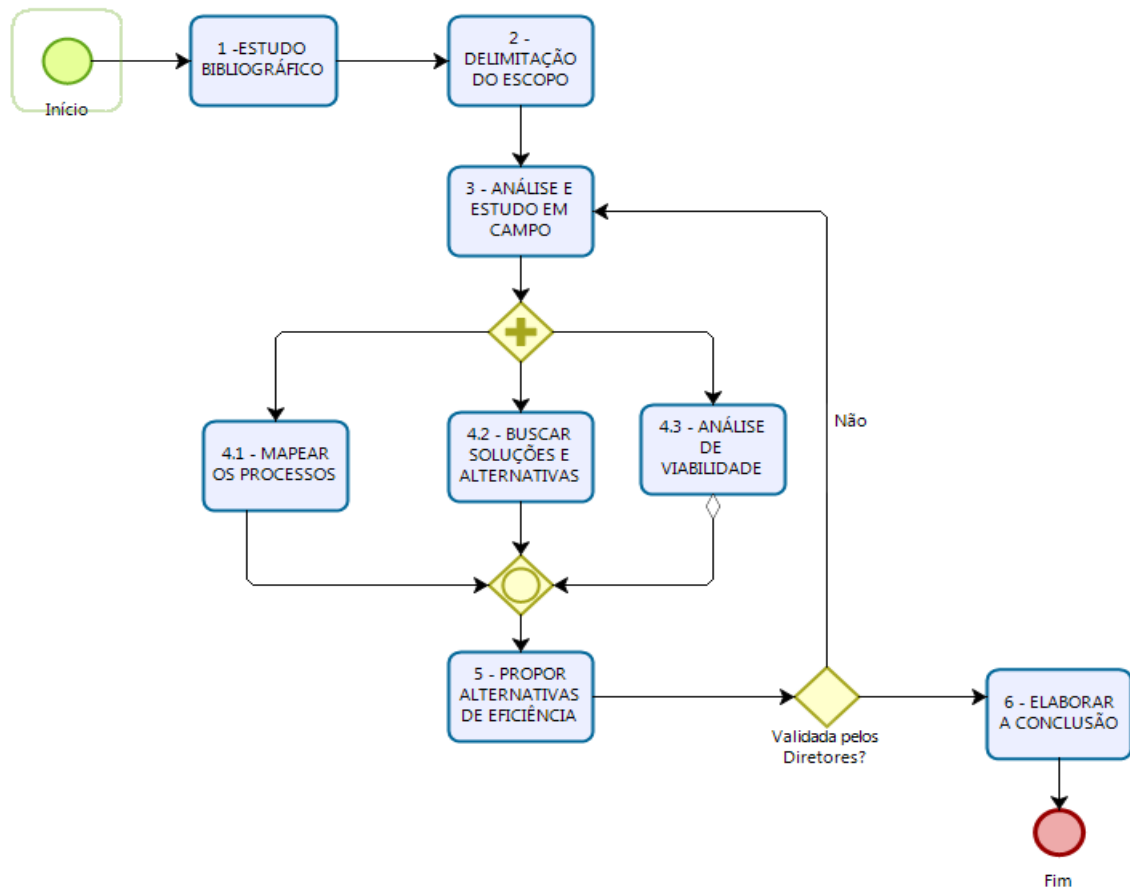 Início
1 -ESTUDO
BIBLIOGRÁFICO
2 -
DELIMITAÇÃO
DO ESCOPO
3 - ANÁLISE E
ESTUDO EM
CAMPO
4.1 - MAPEAR
OS PROCESSOS
4.2 - BUSCAR
SOLUÇÕES E
ALTERNATIVAS
4.3 - ANÁLISE
DE
VIABILIDADE
Não
5 - PROPOR
ALTERNATIVAS
DE EFICIÊNCIA
Validada pelos
Diretores?
6 - ELABORAR
A CONCLUSÃO
Fim